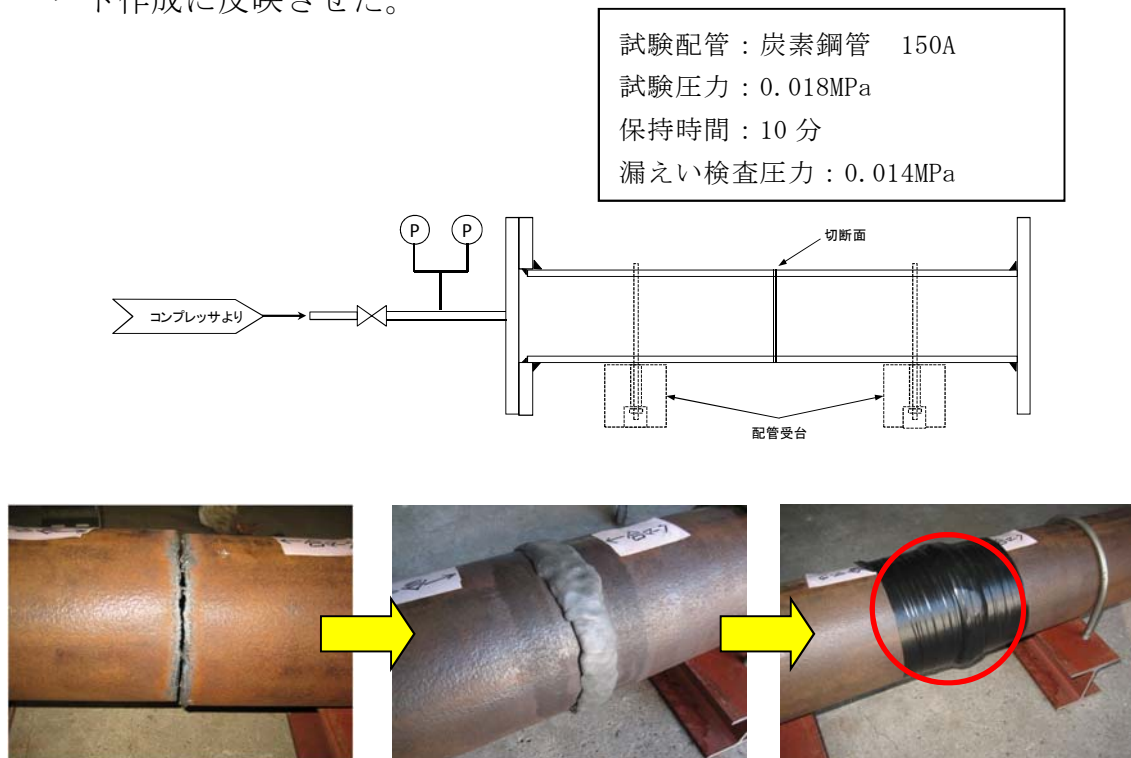 ト作成に反映させた。
試験配管：炭素鋼管　150A
試験圧力：0.018MPa
保持時間：10 分
漏えい検査圧力：0.014MPa
P P
切断面
コンプレッサより
配管受台